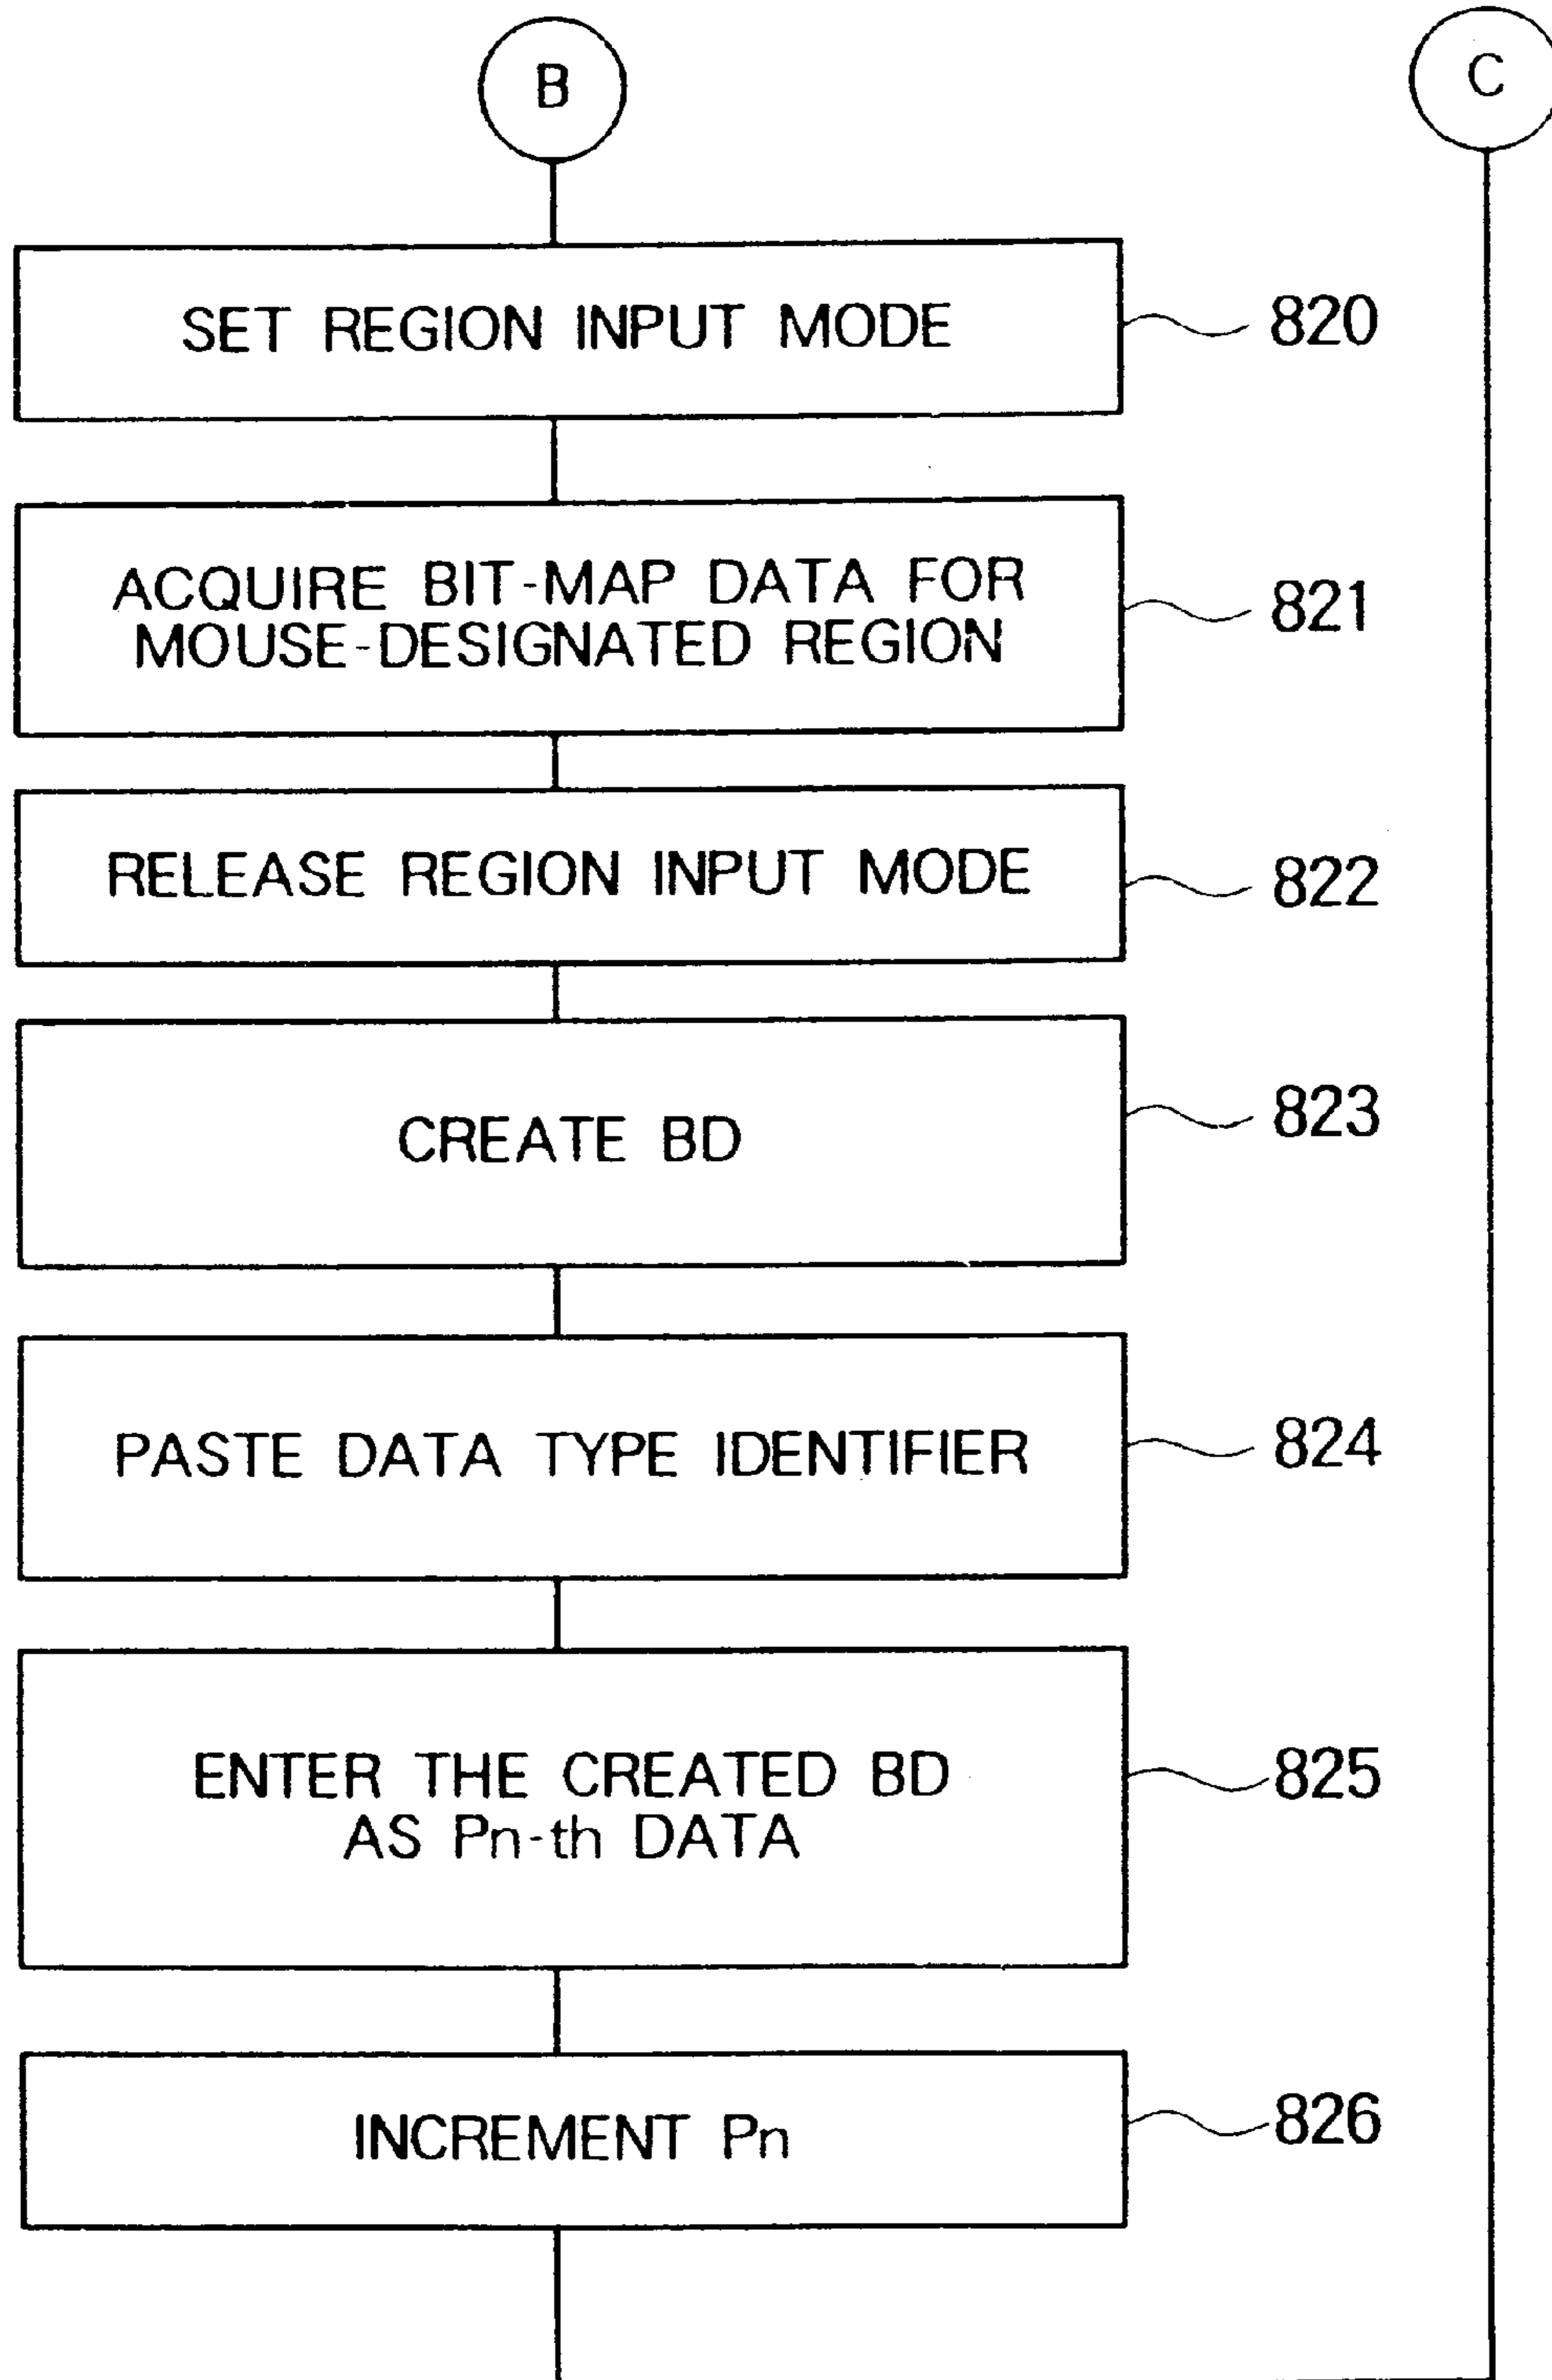 B
C
SET REGION INPUT MODE
820
ACQUIRE BIT-MAP DATA FOR
MOUSE-DESIGNATED REGION
821
RELEASE REGION INPUT MODE
822
CREATE BD
823
PASTE DATA TYPE IDENTIFIER
824
ENTER THE CREATED BD
AS Pn-th DATA
825
INCREMENT Pn
826